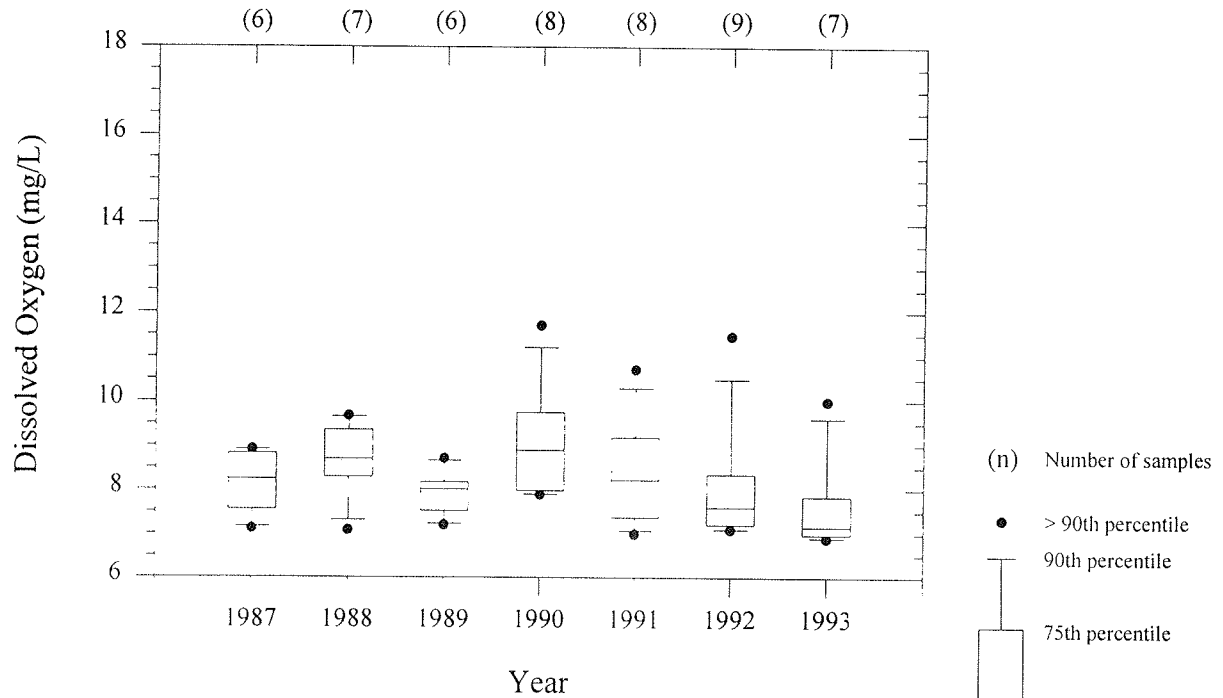 (6) (7) (6) (8) (8) (9) (7)
18
16
14
12
10
8
6
Dissolved Oxygen (mg/L)
1987 1988 1989 1990 1991 1992 1993
Year
(n) Number of samples
> 90th percentile
90th percentile
75th percentile